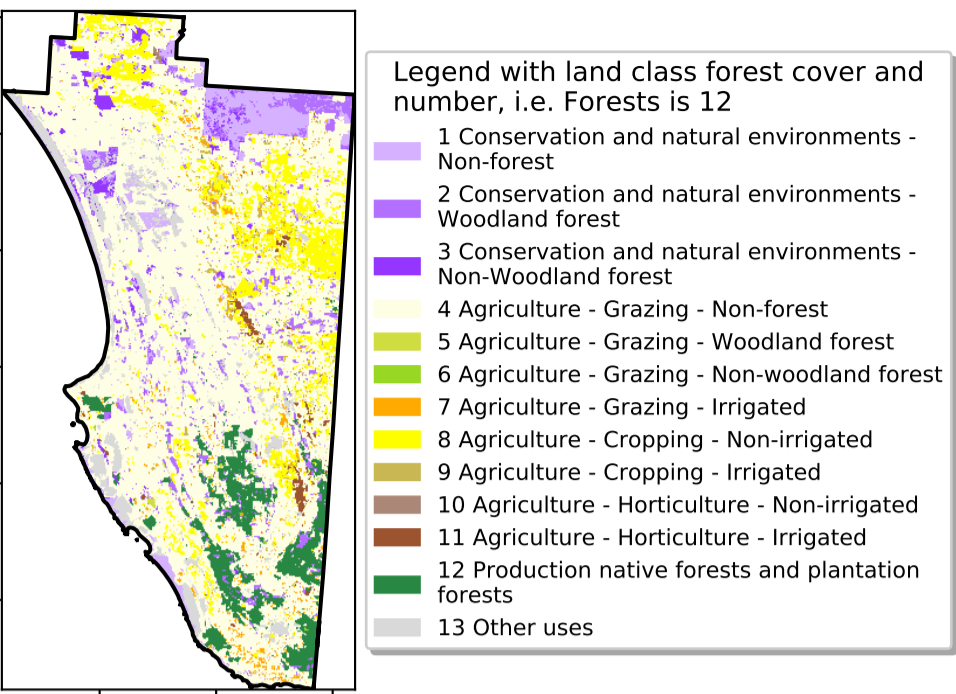 Legend with land class forest cover and
number, i.e. Forests is 12
1 Conservation and natural environments -
Non-forest
2 Conservation and natural environments -
Woodland forest
3 Conservation and natural environments -
Non-Woodland forest
4 Agriculture - Grazing - Non-forest
5 Agriculture - Grazing - Woodland forest
6 Agriculture - Grazing - Non-woodland forest
7 Agriculture - Grazing - Irrigated
8 Agriculture - Cropping - Non-irrigated
9 Agriculture - Cropping - Irrigated
10 Agriculture - Horticulture - Non-irrigated
11 Agriculture - Horticulture - Irrigated
12 Production native forests and plantation
forests
13 Other uses